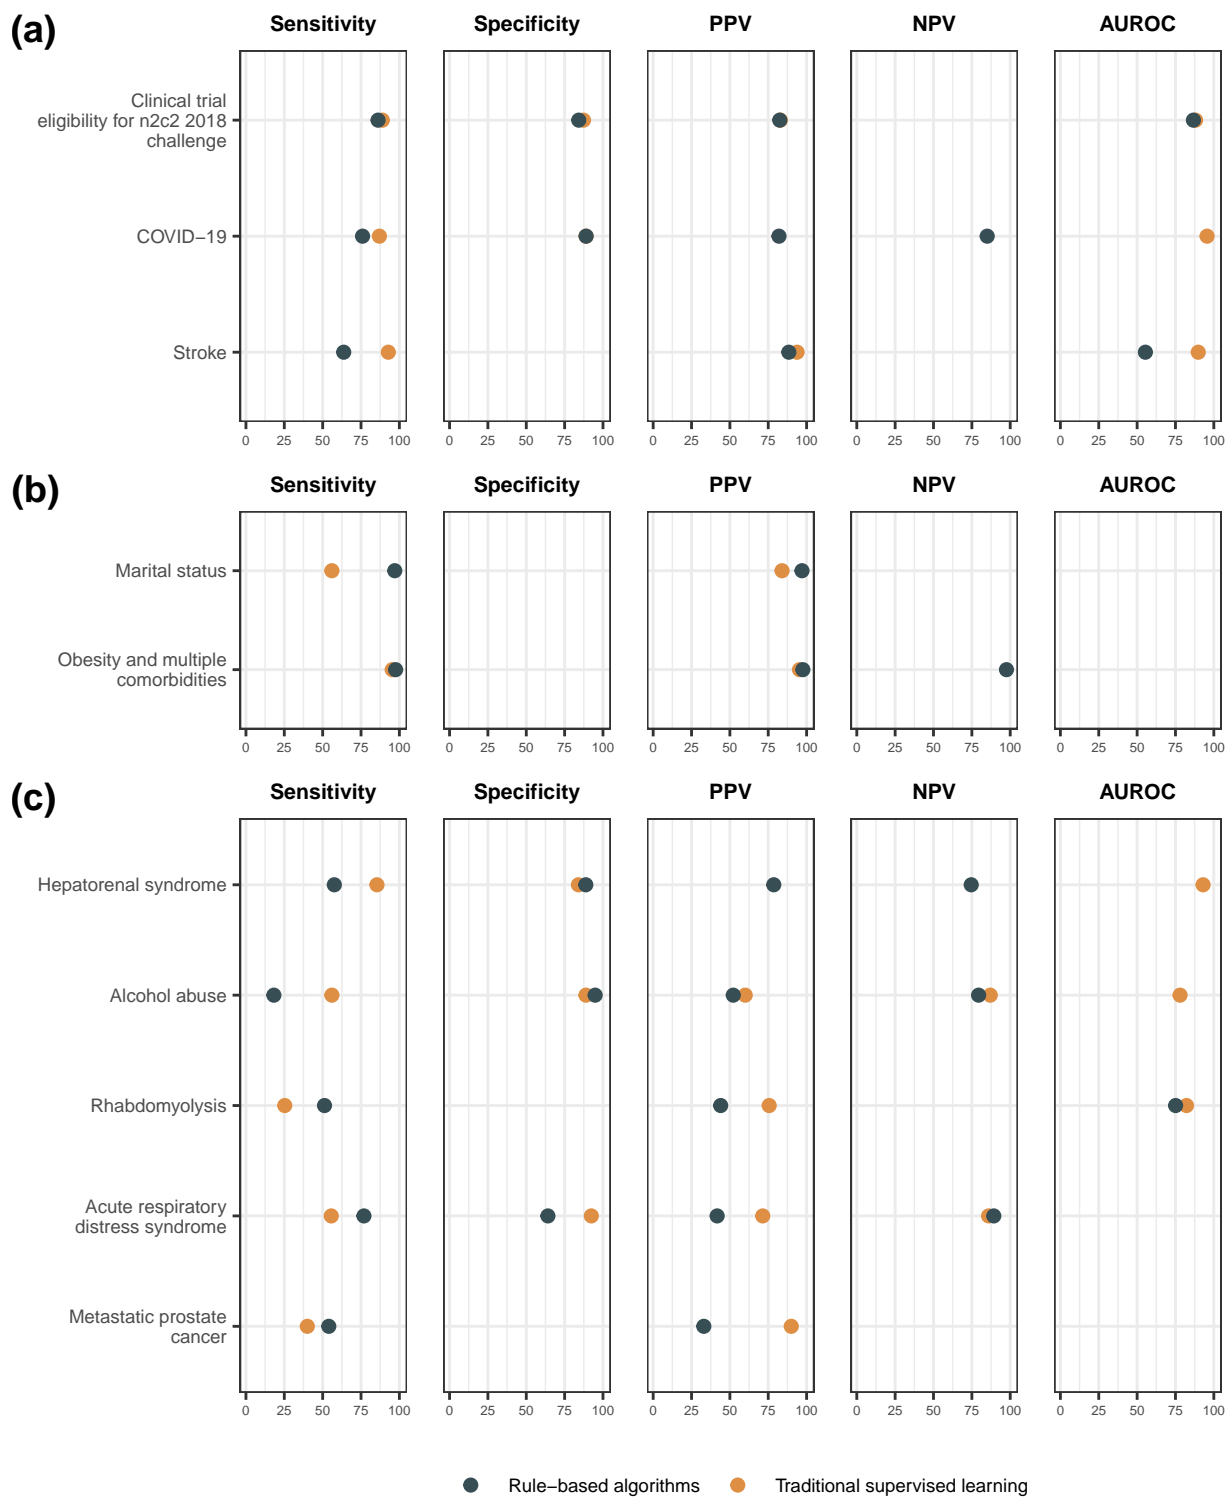 (a)
Sensitivity Specificity PPV NPV AUROC
Clinical trial
eligibility for n2c2 2018
challenge
COVID−19
Stroke
0 25 50 75 100 0 25 50 75 100 0 25 50 75 100 0 25 50 75 100 0 25 50 75 100
(b)
Sensitivity Specificity PPV NPV AUROC
Marital status
Obesity and multiple
comorbidities
0 25 50 75 100 0 25 50 75 100 0 25 50 75 100 0 25 50 75 100 0 25 50 75 100
(c)
Sensitivity Specificity PPV NPV AUROC
Hepatorenal syndrome
Alcohol abuse
Rhabdomyolysis
Acute respiratory
distress syndrome
Metastatic prostate
cancer
0 25 50 75 100 0 25 50 75 100 0 25 50 75 100 0 25 50 75 100 0 25 50 75 100
Rule−based algorithms Traditional supervised learning